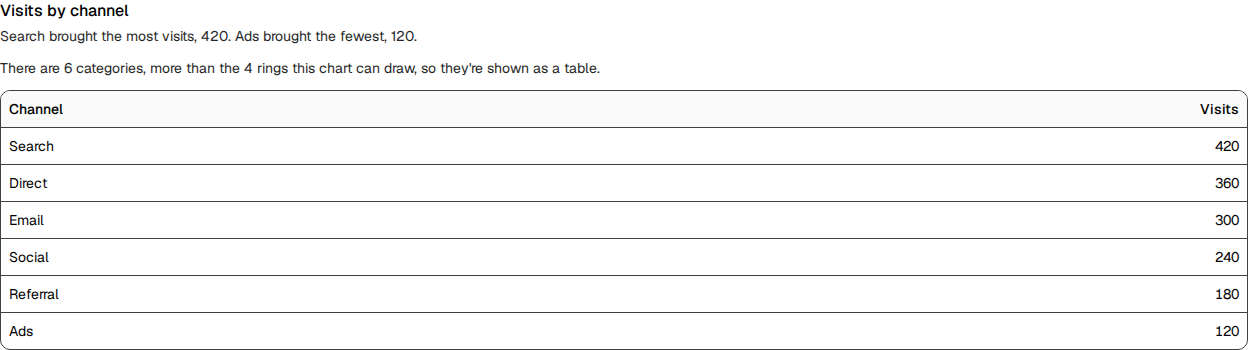 Visits by channel
Search brought the most visits, 420. Ads brought the fewest, 120.
There are 6 categories, more than the 4 rings this chart can draw, so they're shown as a table.
Channel Visits
Search 420
Direct 360
Email 300
Social 240
Referral 180
Ads 120